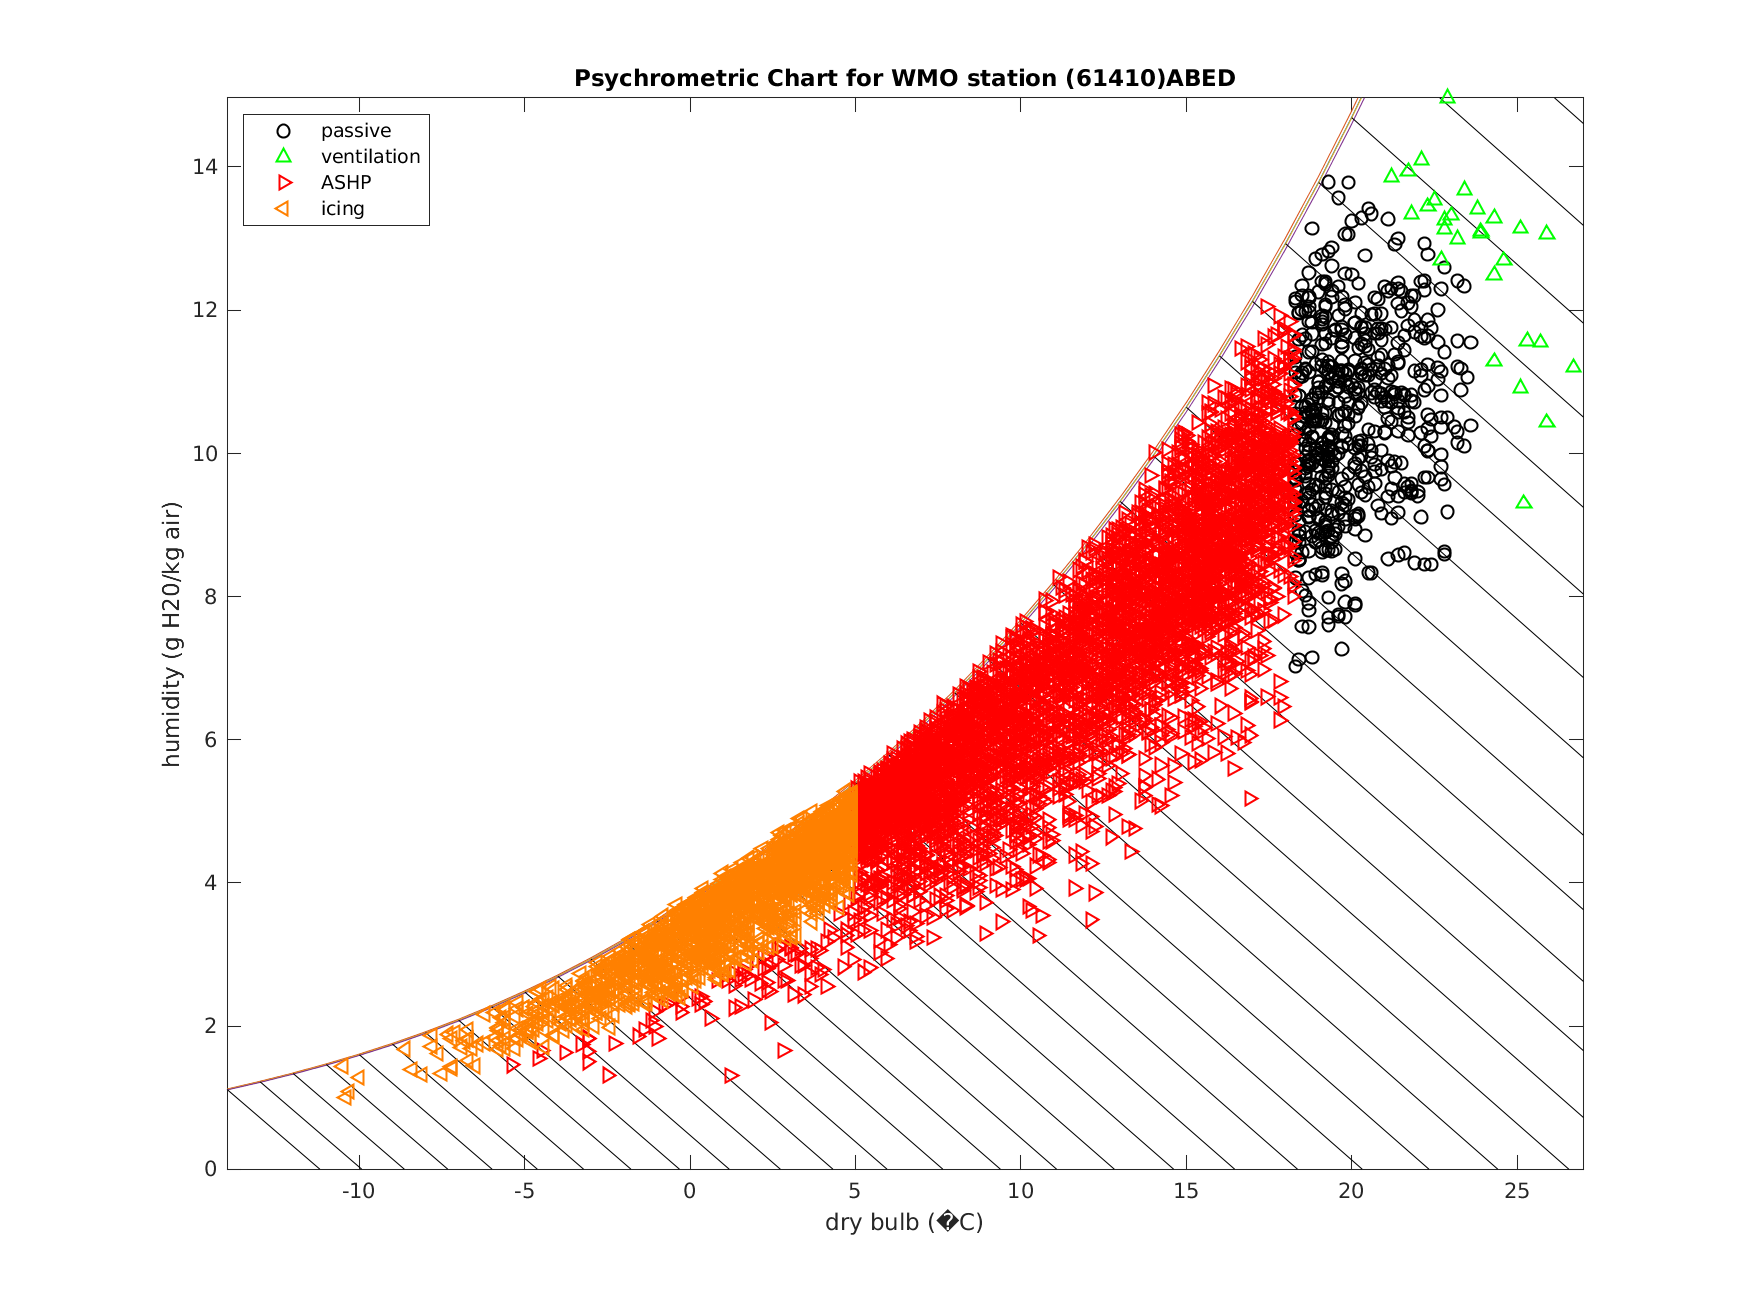 Psychrometric Chart for WMO station (61410)ABED
passive
ventilation
ASHP
icing
humidity (g H20/kg air)
14
12
10
8
6
4
2
0
-10 -5 0 5 10 15 20 25
dry bulb (�C)